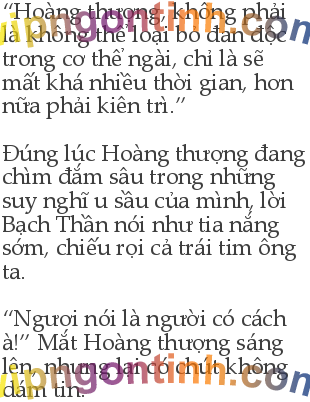 “Hoàng thượng, không phải
là không thể loại bỏ đan độc
trong cơ thể ngài, chỉ là sẽ
mất khá nhiều thời gian, hơn
nữa phải kiên trì.”
Đúng lúc Hoàng thượng đang
chìm đắm sâu trong những
suy nghĩ u sầu của mình, lời
Bạch Thần nói như tia nắng
sớm, chiếu rọi cả trái tim ông
ta.
“Ngươi nói là người có cách
à!” Mắt Hoàng thượng sáng
lên, nhưng lại có chút không
dám tin.
vipngontinh.com
vipngontinh.com